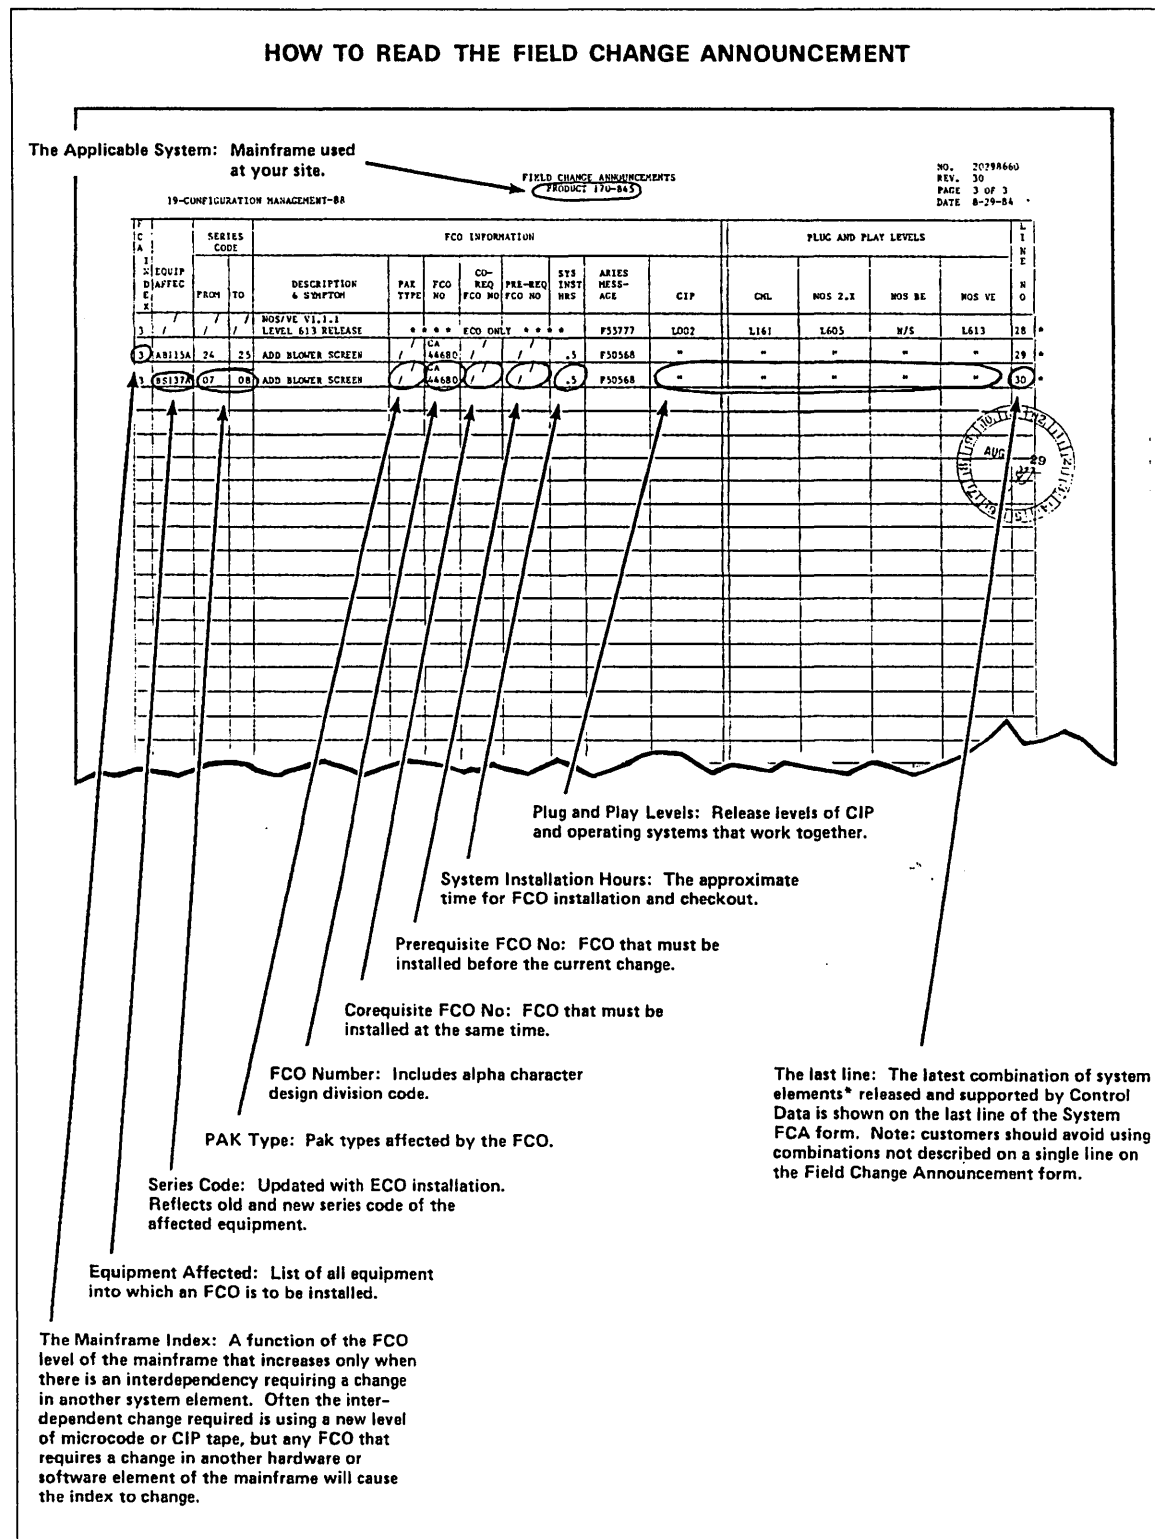 HOW TO READ THE FIELD CHANGE ANNOUNCEMENT
The Applicable System: Mainframe used
at your site.
FIELD CHANGE ANNOUNCEMENTS
PRODUCT 170-845
19-CONFIGURATION MANAGEMENT-88
NO. 20298660
REV. 30
PAGE 3 OF 3
DATE 8-29-84
FCA INDEX
EQUIP AFFEC
SERIES CODE
FROM TO
FCO INFORMATION
DESCRIPTION & SYMPTOM
PAK TYPE
FCO NO
CO-REQ FCO NO
PRE-REQ FCO NO
SYS INST HRS
ARIES MESS-AGE
CIP
PLUG AND PLAY LEVELS
CML
NOS 2.X
NOS BE
NOS VE
LINE NO
NOS/VE V1.1.1
3 / / / LEVEL 613 RELEASE * * * * ECO ONLY * * * * P55777 L002 L161 L605 N/S L613 28 *
3 AB115A 24 25 ADD BLOWER SCREEN / CA 44680 / / .5 P50568 " " " " " 29 *
3 BS137A 07 08 ADD BLOWER SCREEN / CA 44680 / / .5 P50568 " " " " " 30 *
AUG 29
Plug and Play Levels: Release levels of CIP
and operating systems that work together.
System Installation Hours: The approximate
time for FCO installation and checkout.
Prerequisite FCO No: FCO that must be
installed before the current change.
Corequisite FCO No: FCO that must be
installed at the same time.
FCO Number: Includes alpha character
design division code.
PAK Type: Pak types affected by the FCO.
Series Code: Updated with ECO installation.
Reflects old and new series code of the
affected equipment.
Equipment Affected: List of all equipment
into which an FCO is to be installed.
The Mainframe Index: A function of the FCO
level of the mainframe that increases only when
there is an interdependency requiring a change
in another system element. Often the inter-
dependent change required is using a new level
of microcode or CIP tape, but any FCO that
requires a change in another hardware or
software element of the mainframe will cause
the index to change.
The last line: The latest combination of system
elements* released and supported by Control
Data is shown on the last line of the System
FCA form. Note: customers should avoid using
combinations not described on a single line on
the Field Change Announcement form.